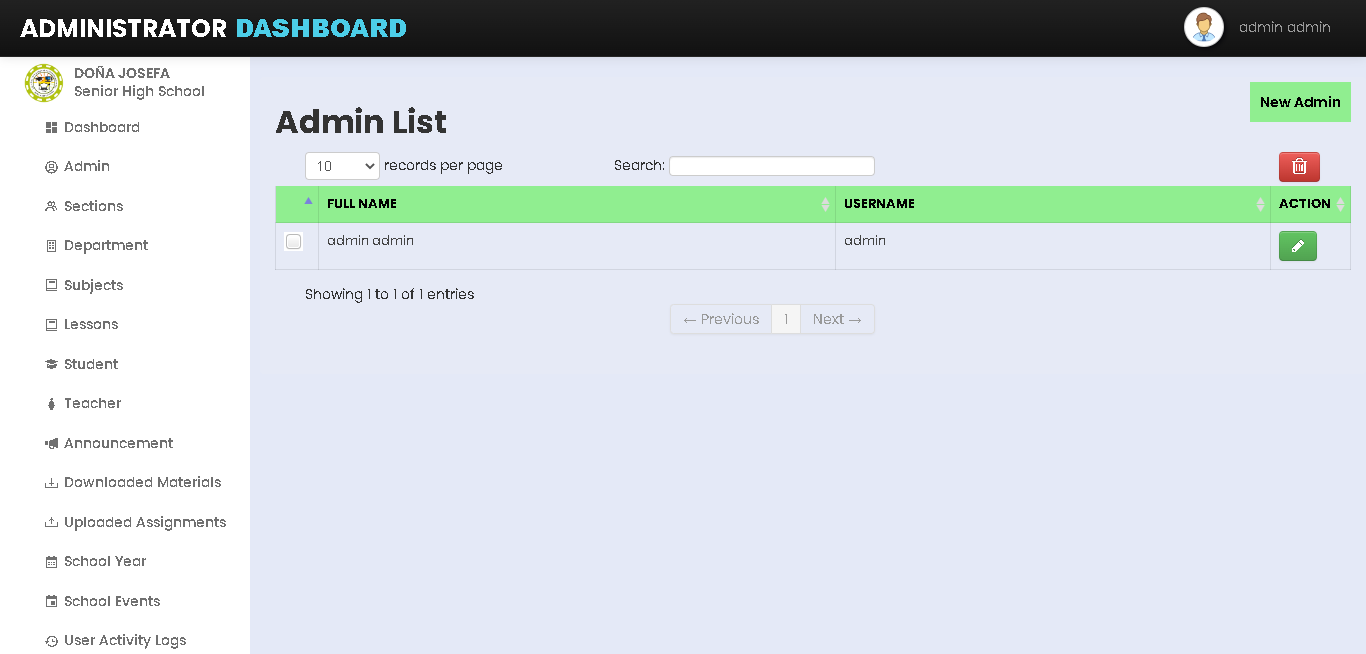 ADMINISTRATOR DASHBOARD
admin admin
DOÑA JOSEFA
Senior High School
Dashboard
Admin
Sections
Department
Subjects
Lessons
Student
Teacher
Announcement
Downloaded Materials
Uploaded Assignments
School Year
School Events
User Activity Logs
New Admin
Admin List
10 records per page
Search:
FULL NAME USERNAME ACTION
admin admin admin
Showing 1 to 1 of 1 entries
← Previous 1 Next →